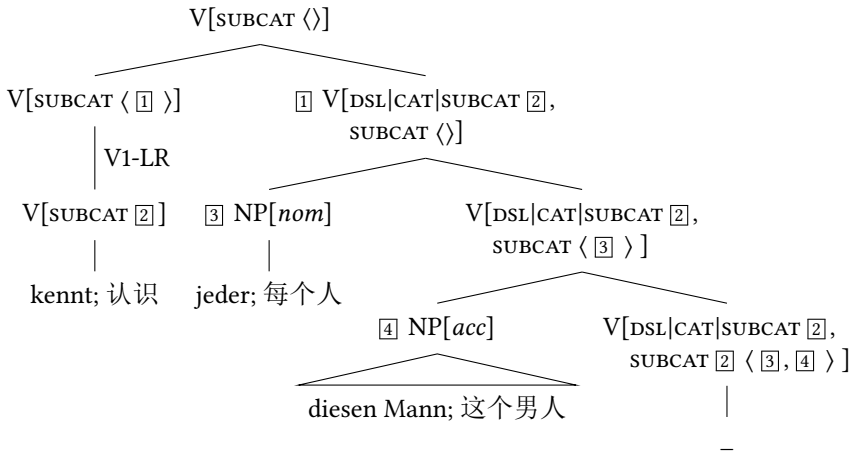 V[SUBCAT ⟨⟩]
V[SUBCAT ⟨ 1 ⟩]
1 V[DSL|CAT|SUBCAT 2,
SUBCAT ⟨⟩]
V1-LR
V[SUBCAT 2]
3 NP[nom]
V[DSL|CAT|SUBCAT 2,
SUBCAT ⟨ 3 ⟩]
kennt; 认识
jeder; 每个人
4 NP[acc]
V[DSL|CAT|SUBCAT 2,
SUBCAT 2 ⟨ 3, 4 ⟩]
diesen Mann; 这个男人
–